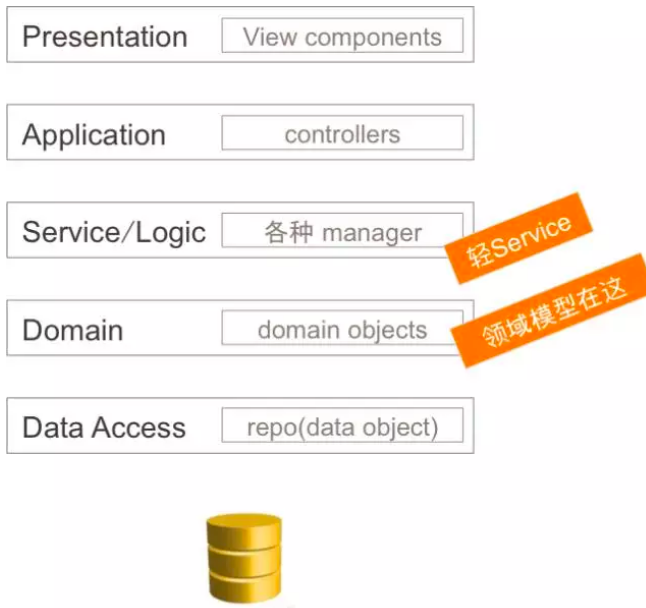 Presentation
View components
Application
controllers
Service/Logic
各种 manager
轻Service
Domain
domain objects
领域模型在这
Data Access
repo(data object)